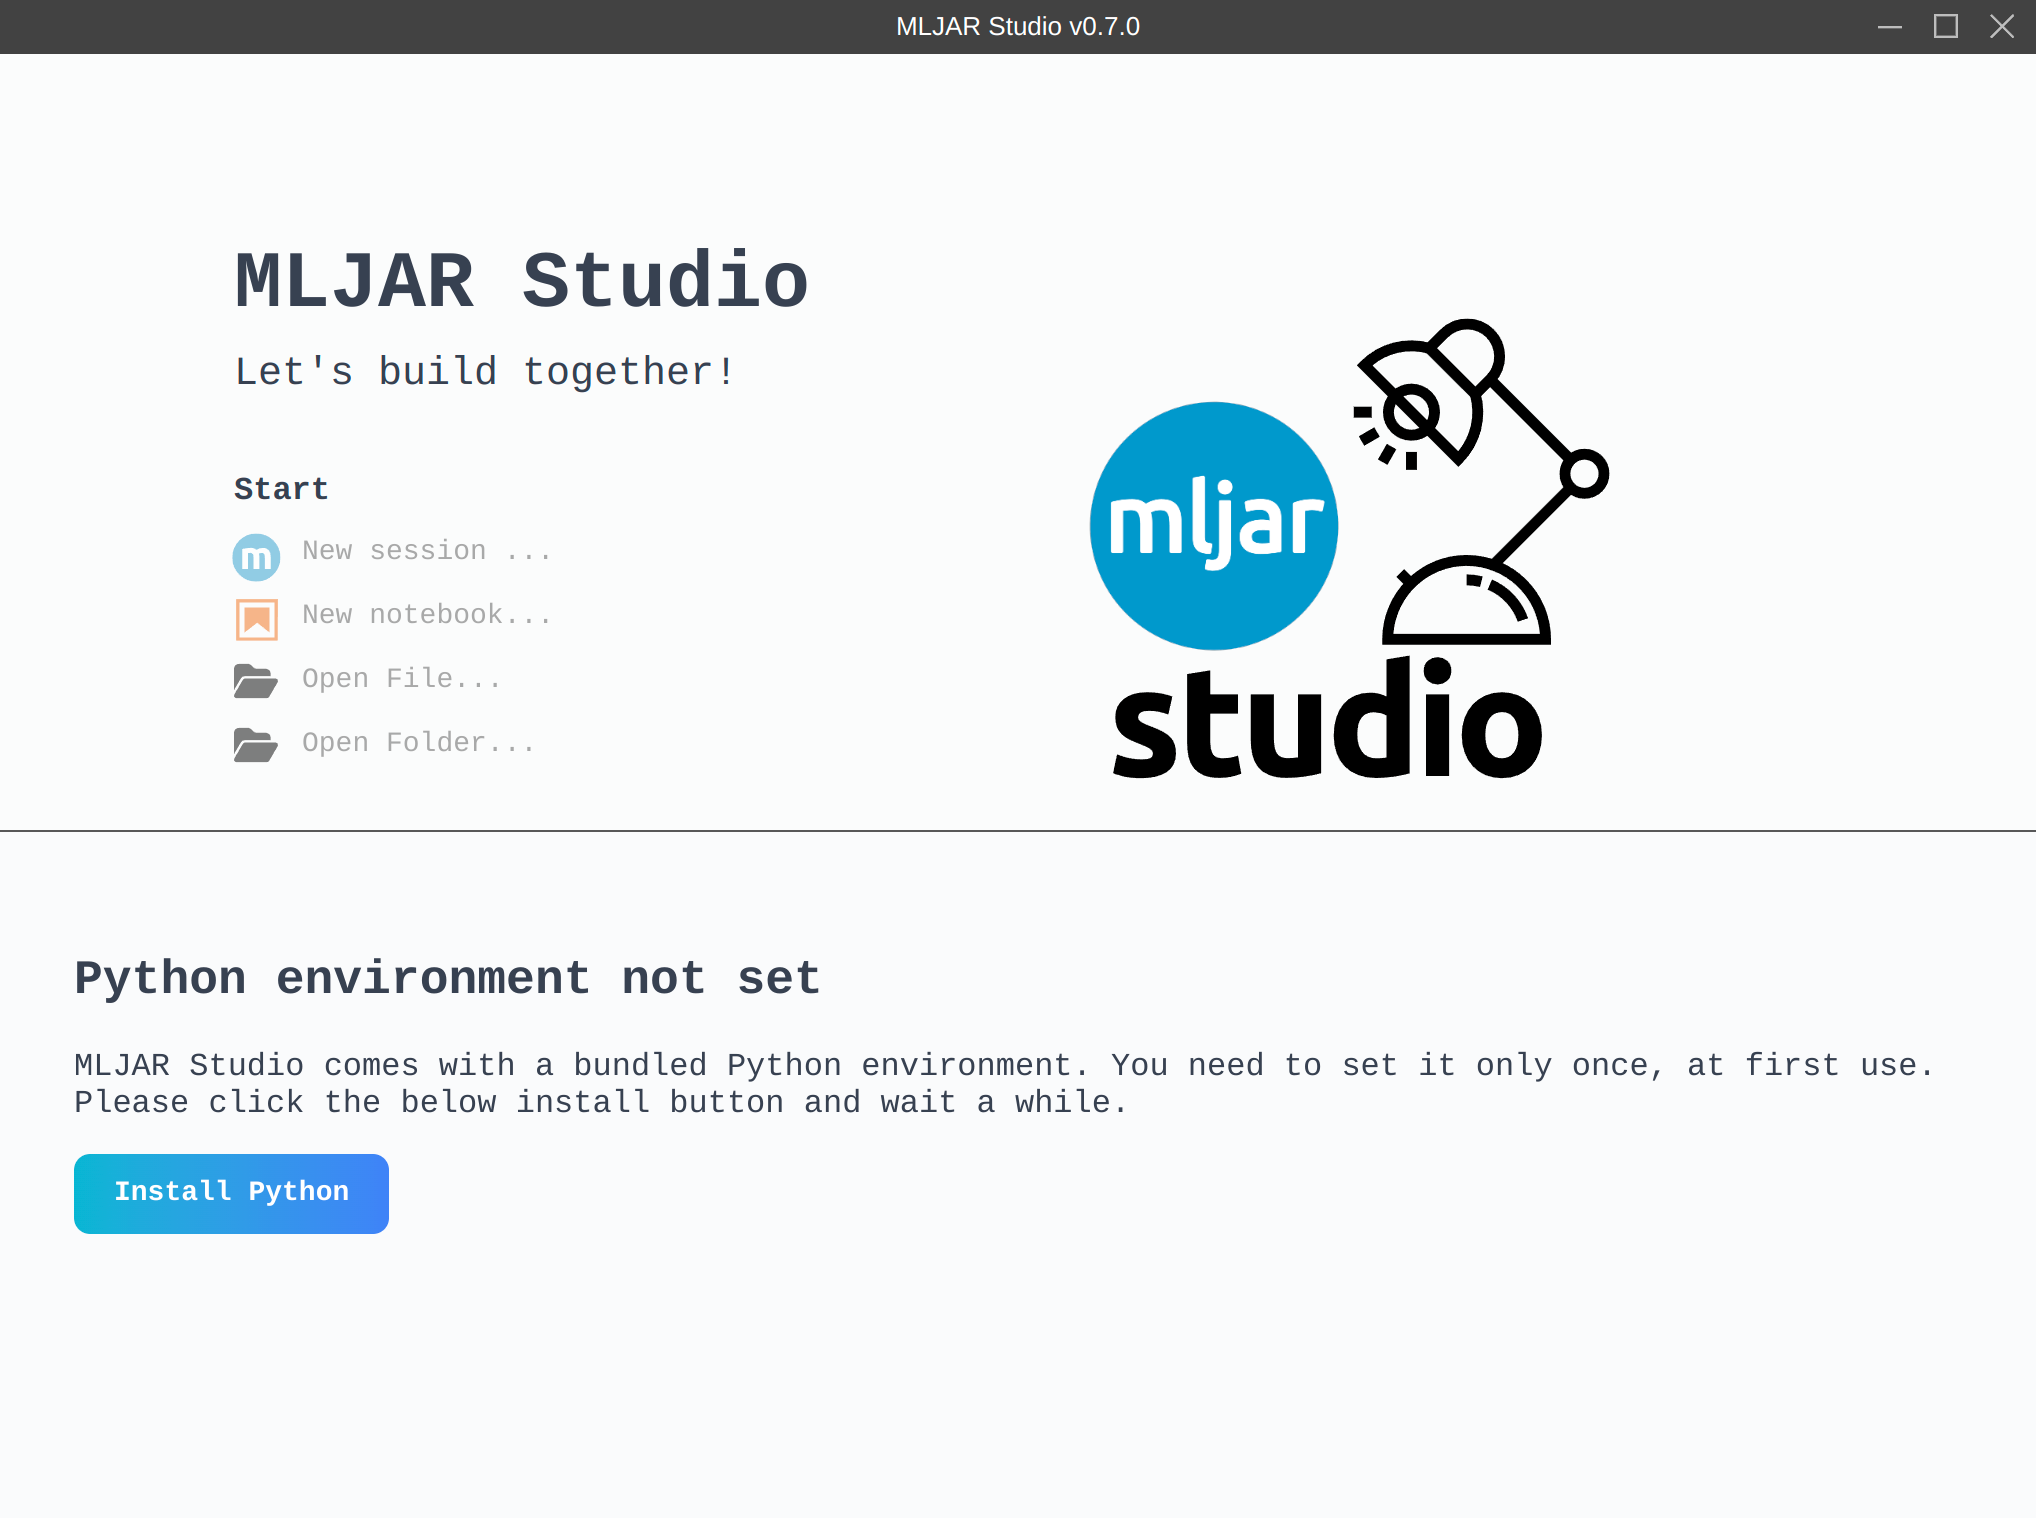 MLJAR Studio v0.7.0
MLJAR Studio
Let's build together!
Start
m New session ...
New notebook...
Open File...
Open Folder...
mljar
studio
Python environment not set
MLJAR Studio comes with a bundled Python environment. You need to set it only once, at first use.
Please click the below install button and wait a while.
Install Python